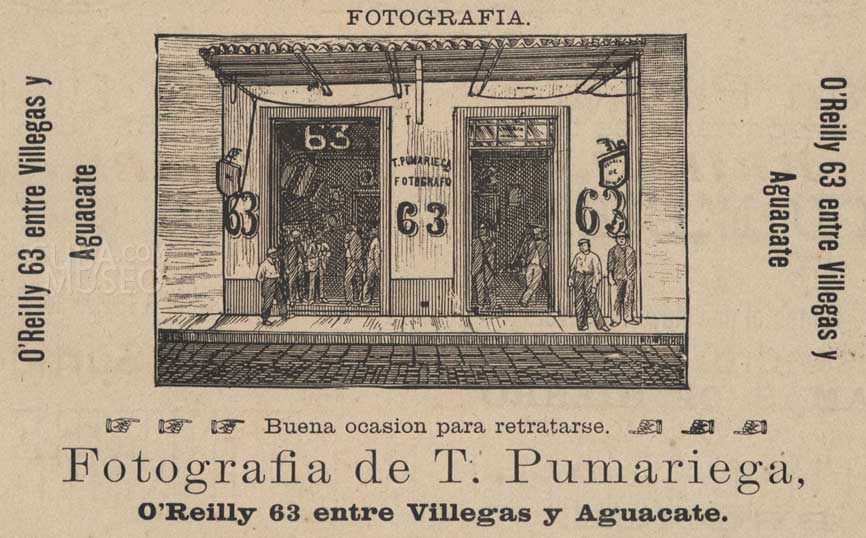 FOTOGRAFIA.
O'Reilly 63 entre Villegas y
Aguacate
63
T. PUMARIEGA
FOTOGRAFO
63
63
63
O'Reilly 63 entre Villegas y
Aguacate
Buena ocasion para retratarse.
Fotografia de T. Pumariega,
O'Reilly 63 entre Villegas y Aguacate.